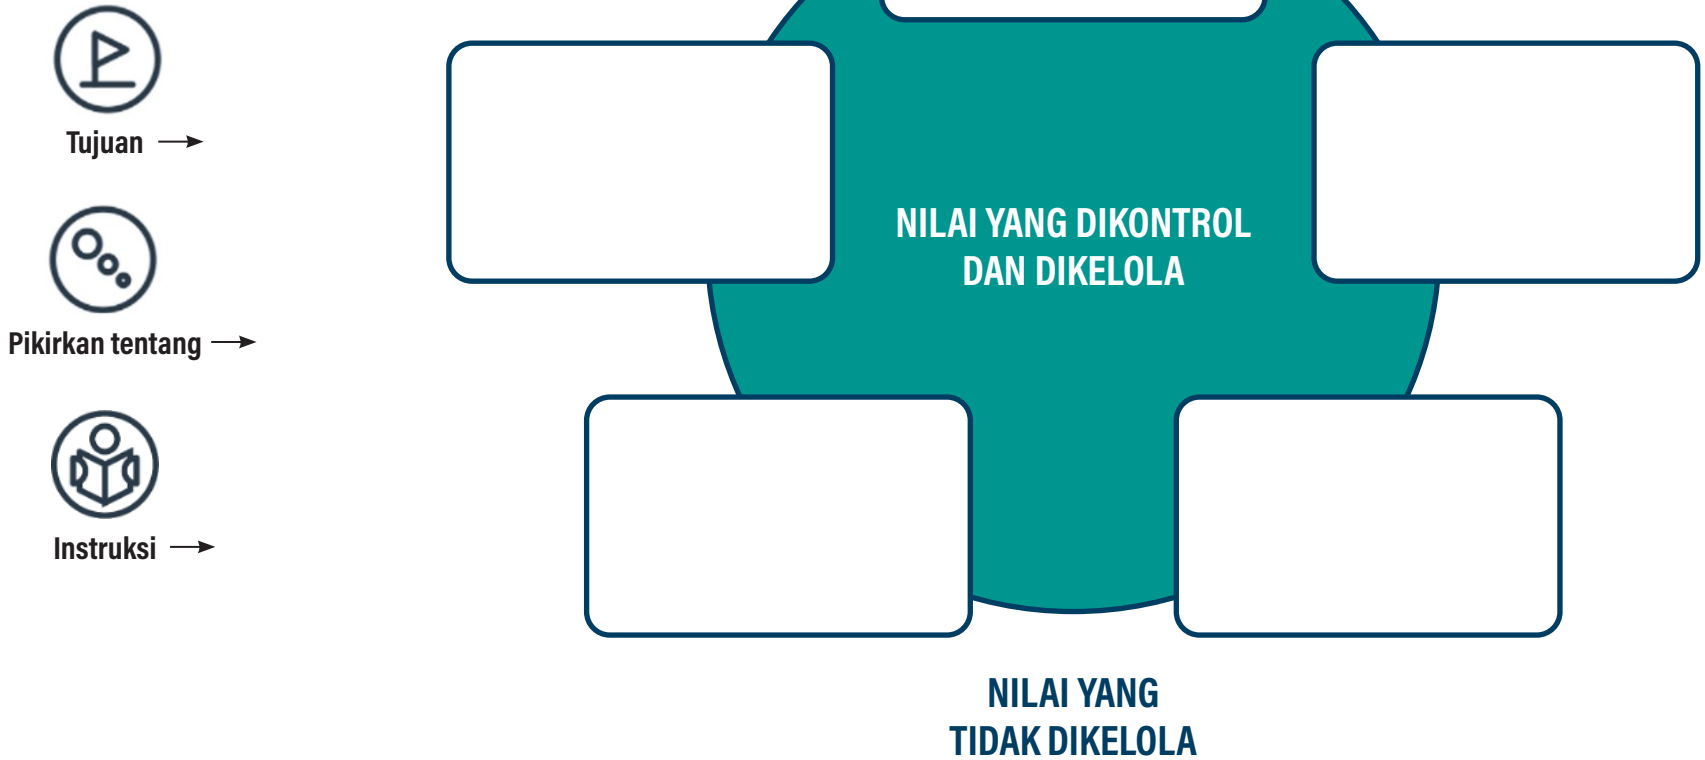 Tujuan
Pikirkan tentang
Instruksi
NILAI YANG DIKONTROL
DAN DIKELOLA
NILAI YANG
TIDAK DIKELOLA